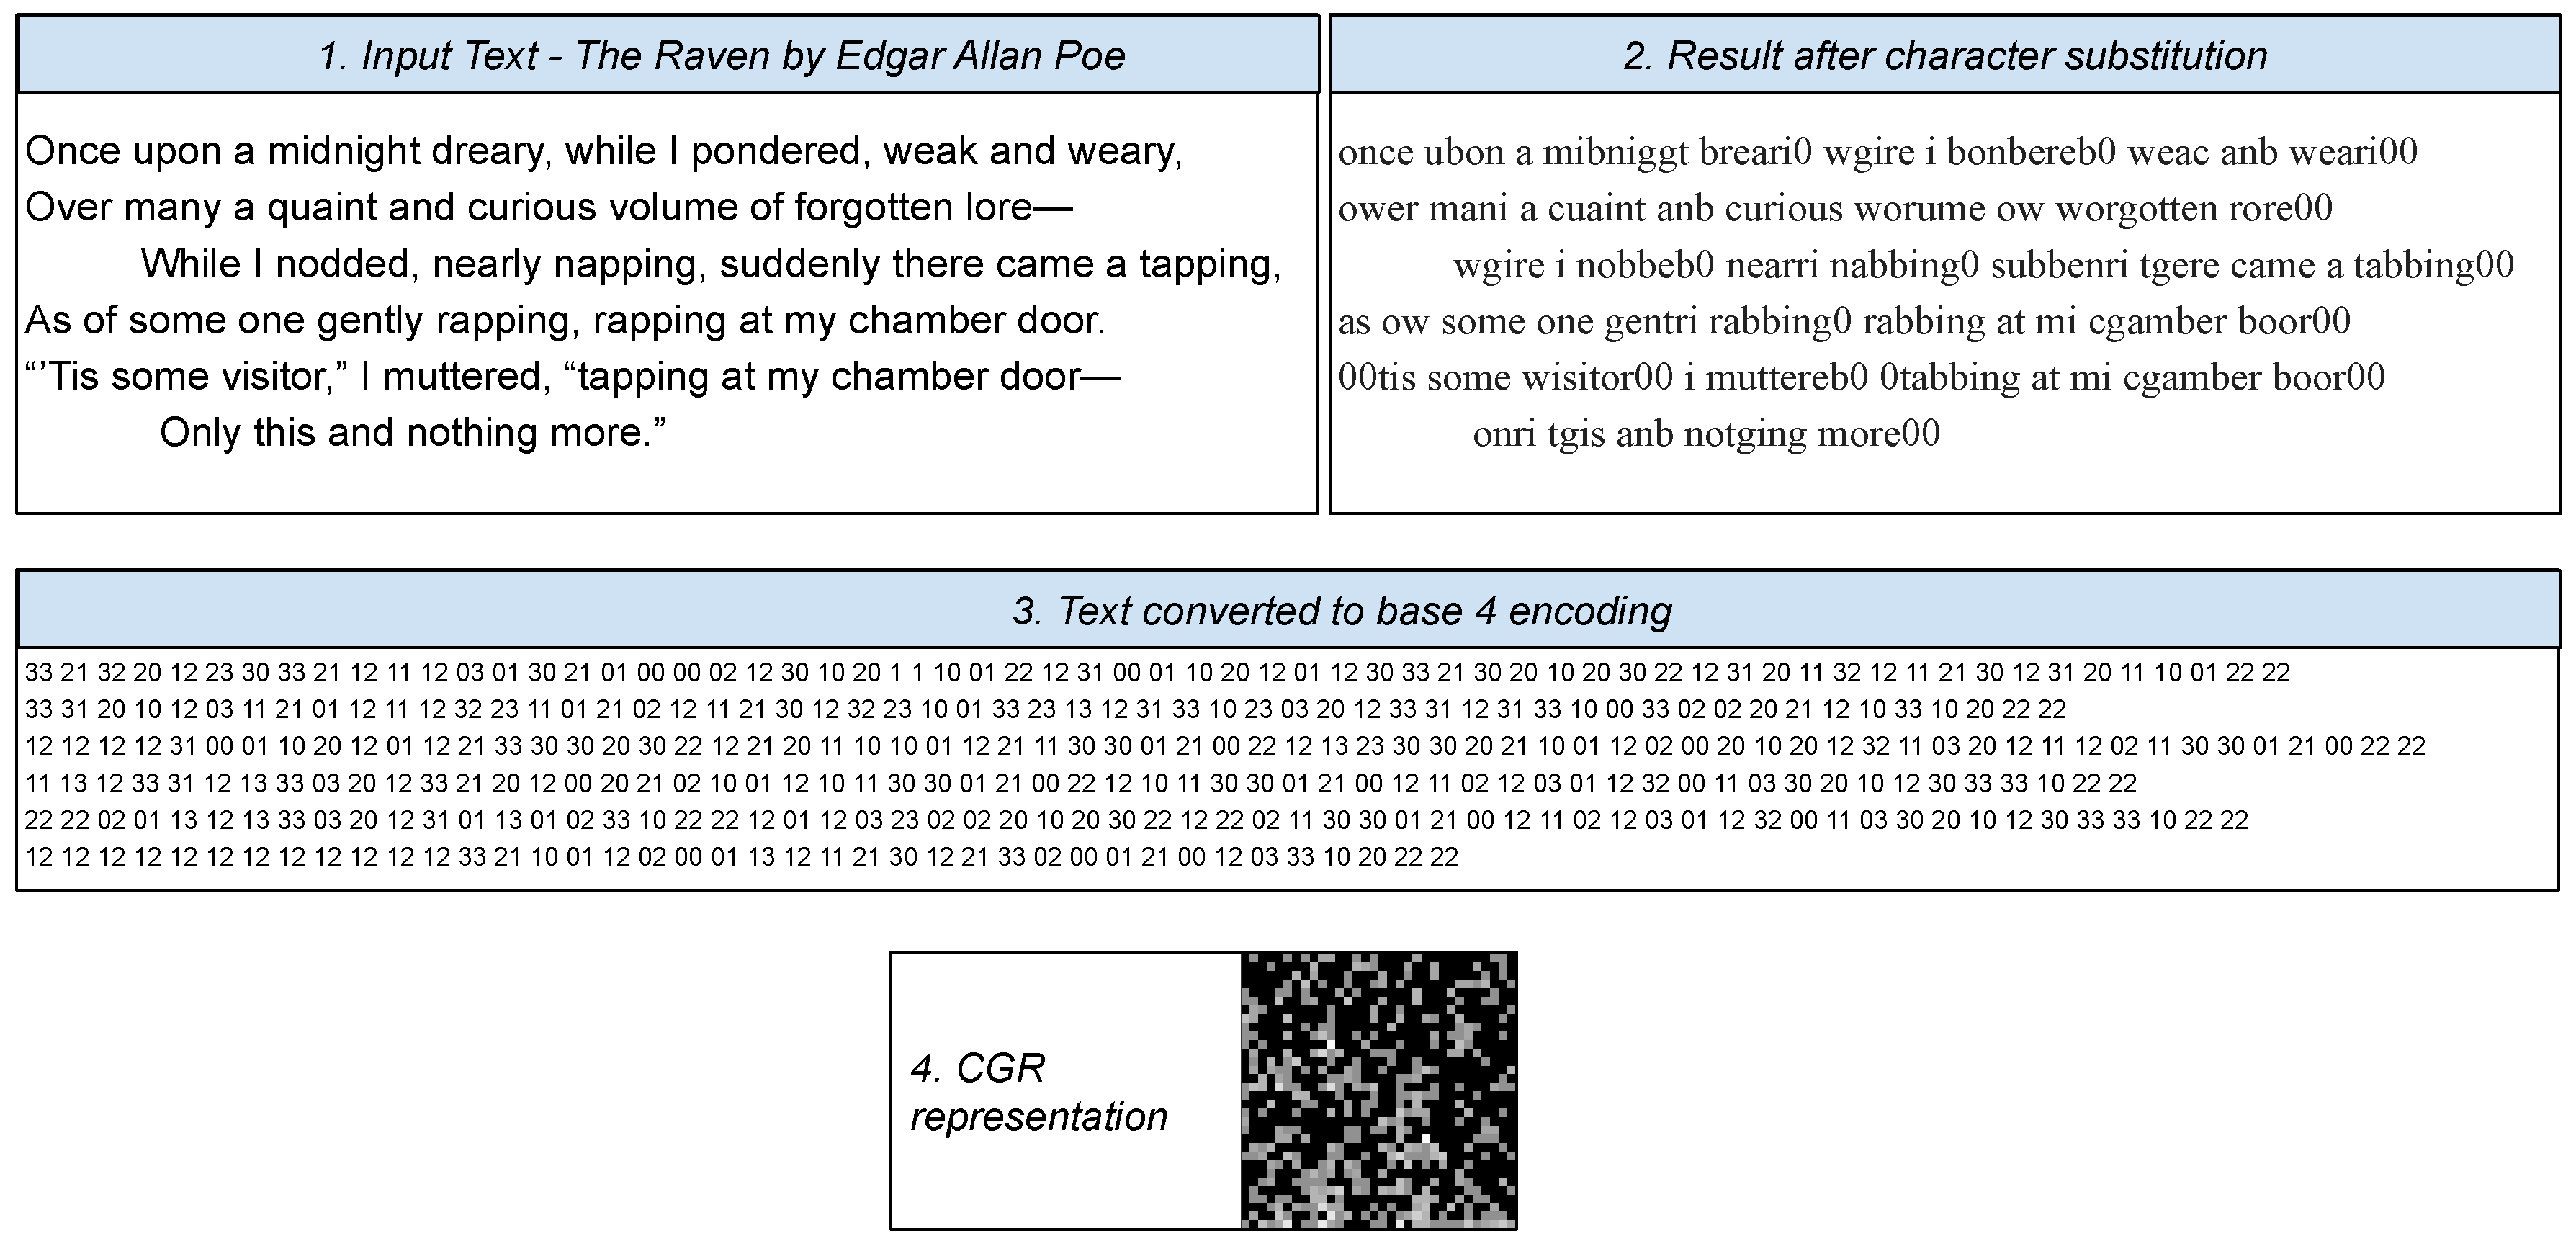 1. Input Text - The Raven by Edgar Allan Poe
Once upon a midnight dreary, while I pondered, weak and weary,
Over many a quaint and curious volume of forgotten lore—
While I nodded, nearly napping, suddenly there came a tapping,
As of some one gently rapping, rapping at my chamber door.
“’Tis some visitor,” I muttered, “tapping at my chamber door—
Only this and nothing more.”
2. Result after character substitution
once ubon a mibniggt breari0 wgire i bonbereb0 weac anb weari00
ower mani a cuaint anb curious worume ow worgotten rore00
wgire i nobbeb0 nearri nabbing0 subbenri tgere came a tabbing00
as ow some one gentri rabbing0 rabbing at mi cgamber boor00
00tis some wisitor00 i muttereb0 0tabbing at mi cgamber boor00
onri tgis anb notging more00
3. Text converted to base 4 encoding
33 21 32 20 12 23 30 33 21 12 11 12 03 01 30 21 01 00 00 02 12 30 10 20 1 1 10 01 22 12 31 00 01 10 20 12 01 12 30 33 21 30 20 10 20 30 22 12 31 20 11 32 12 11 21 30 12 31 20 11 10 01 22 22
33 31 20 10 12 03 11 21 01 12 11 12 32 23 11 01 21 02 12 11 21 30 12 32 23 10 01 33 23 13 12 31 33 10 23 03 20 12 33 31 12 31 33 10 00 33 02 02 20 21 12 10 33 10 20 22 22
12 12 12 12 31 00 01 10 20 12 01 12 21 33 30 30 20 30 22 12 21 20 11 10 10 01 12 21 11 30 30 01 21 00 22 12 13 23 30 30 20 21 10 01 12 02 00 20 10 20 12 32 11 03 20 12 11 12 02 11 30 30 01 21 00 22 22
11 13 12 33 31 12 13 33 03 20 12 33 21 20 12 00 20 21 02 10 01 12 10 11 30 30 01 21 00 22 12 10 11 30 30 01 21 00 12 11 02 12 03 01 12 32 00 11 03 30 20 10 12 30 33 33 10 22 22
22 22 02 01 13 12 13 33 03 20 12 31 01 13 01 02 33 10 22 22 12 01 12 03 23 02 02 20 10 20 30 22 12 22 02 11 30 30 01 21 00 12 11 02 12 03 01 12 32 00 11 03 30 20 10 12 30 33 33 10 22 22
12 12 12 12 12 12 12 12 12 12 12 12 33 21 10 01 12 02 00 01 13 12 11 21 30 12 21 33 02 00 01 21 00 12 03 33 10 20 22 22
4. CGR
representation